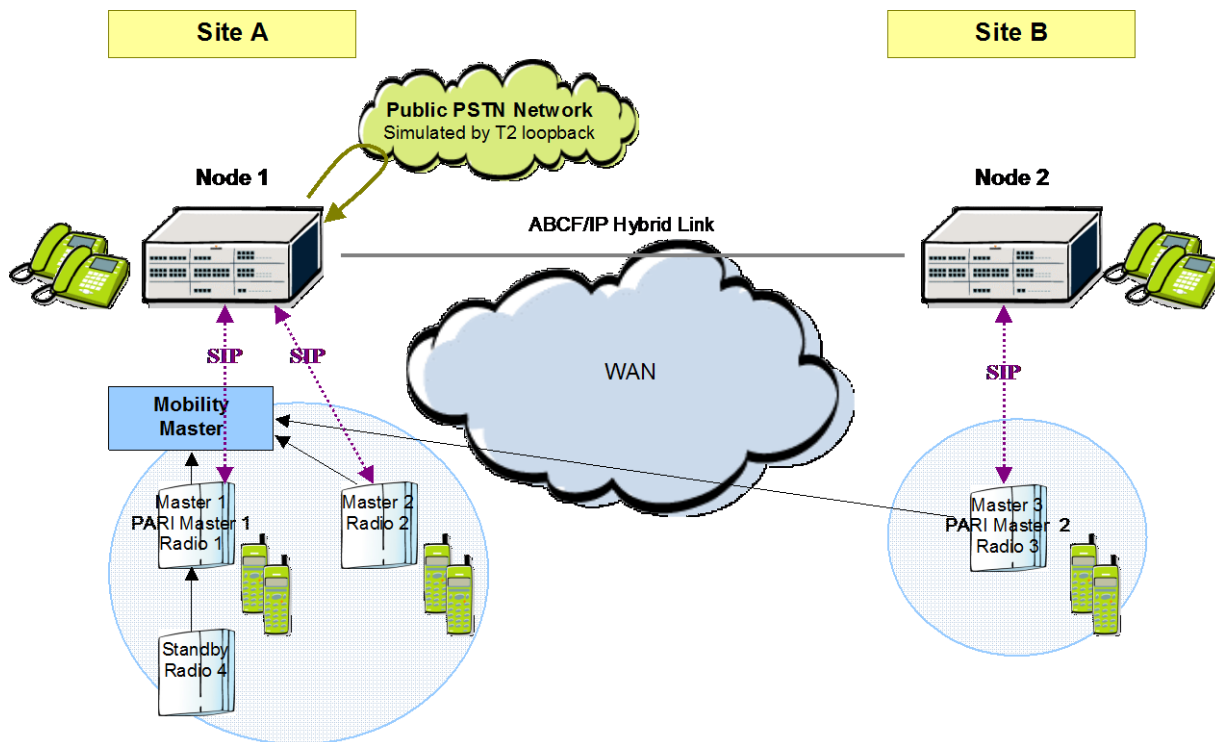 Site A
Site B
Public PSTN Network
Simulated by T2 loopback
Node 1
Node 2
ABCF/IP Hybrid Link
SIP
SIP
SIP
WAN
Mobility
Master
Master 1
PARI Master 1
Radio 1
Master 2
Radio 2
Master 3
PARI Master 2
Radio 3
Standby
Radio 4